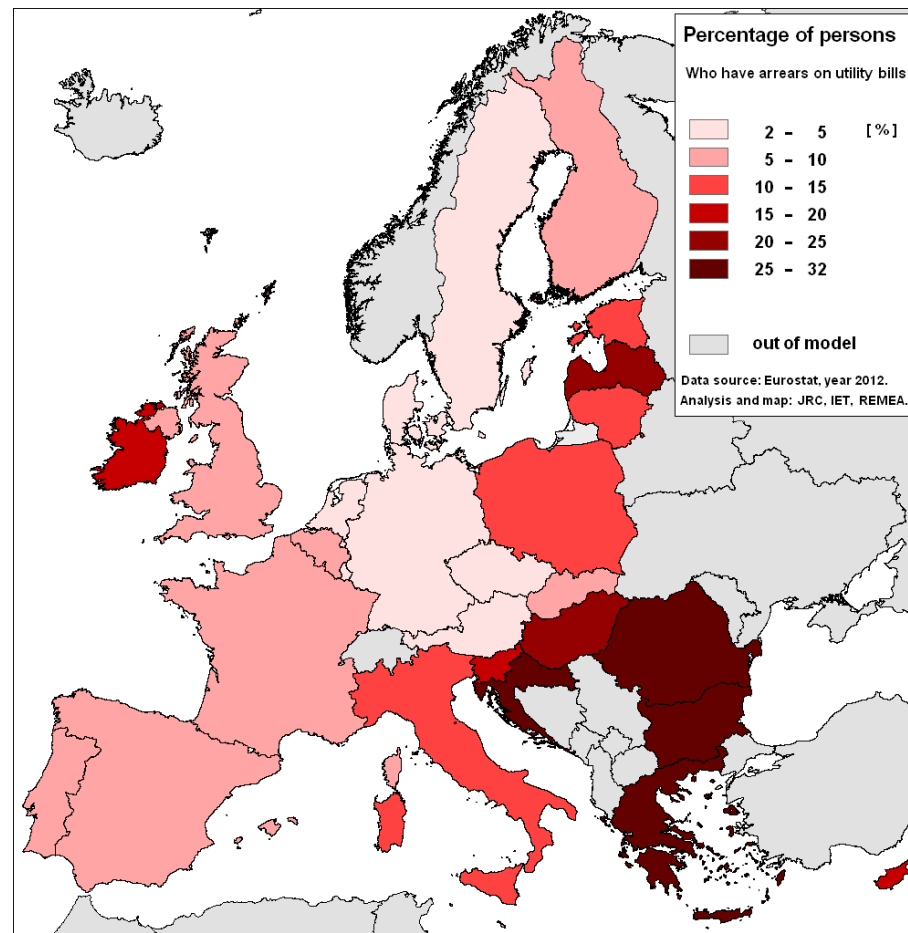 Percentage of persons
Who have arrears on utility bills
2 - 5 [%]
5 - 10
10 - 15
15 - 20
20 - 25
25 - 32
out of model
Data source: Eurostat, year 2012.
Analysis and map: JRC, IET, REMEA.